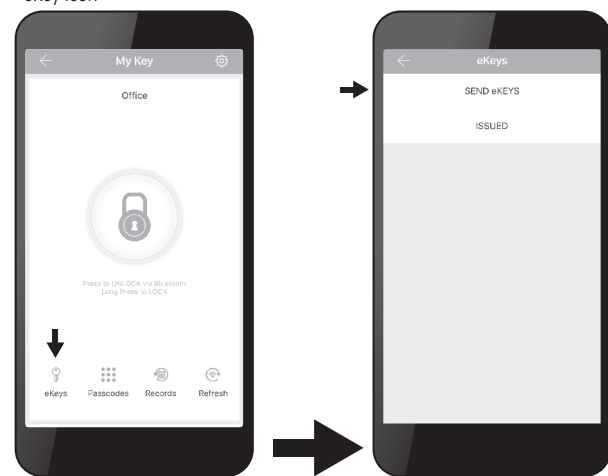 eKey icon
My Key
Office
Press to UNLOCK via Bluetooth
Long Press to LOCK
eKeys Passcodes Records Refresh
eKeys
SEND eKEYS
ISSUED